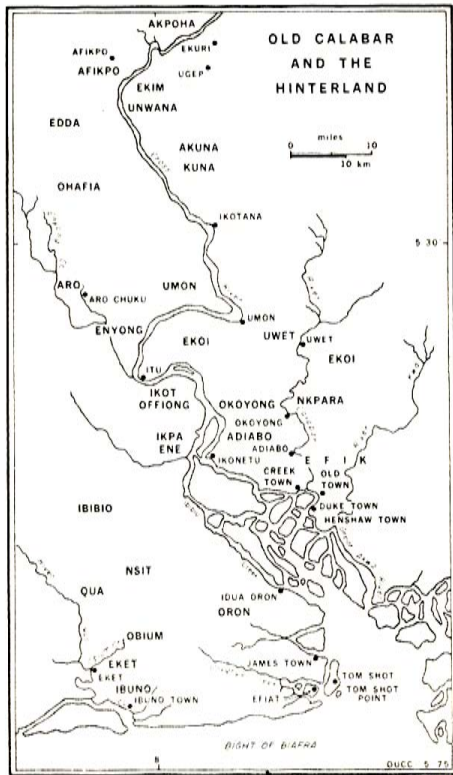 OLD CALABAR
AND THE
HINTERLAND
miles
0 10
10 km
AKPOHA
AFIKPO
AFIKPO
EKURI
UGEP
EKIM
UNWANA
EDDA
AKUNA
KUNA
OHAFIA
IKOTANA
5 30
ARO
ARO CHUKU
UMON
ENYONG
UMON
EKOI
UWET
UWET
EKOI
ITU
IKOT
OFFIONG
OKOYONG
NKPARA
OKOYONG
IKPA
ENE
ADIABO
ADIABO
EFIK
IKONETU
CREEK
TOWN
OLD
TOWN
DUKE TOWN
HENSHAW TOWN
IBIBIO
NSIT
QUA
IDUA ORON
ORON
OBIUM
EKET
EKET
JAMES TOWN
IBUNO/
IBUNO TOWN
TOM SHOT
EFIAT
TOM SHOT
POINT
BIGHT OF BIAFRA
8
DUCC 5 75